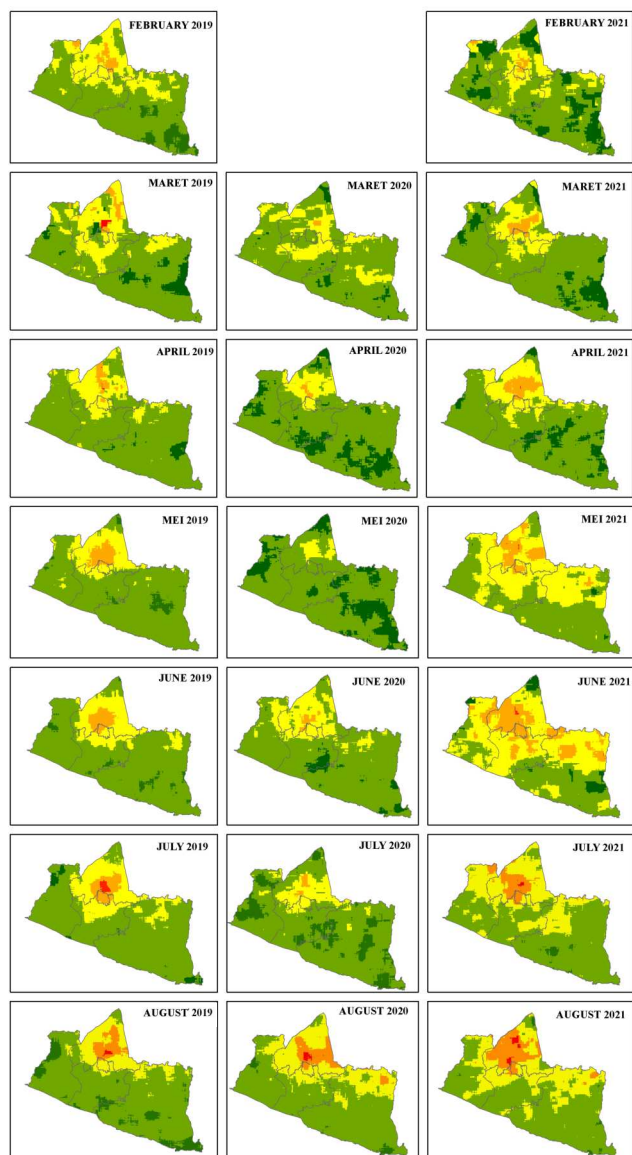 FEBRUARY 2019
FEBRUARY 2021
MARET 2019
MARET 2020
MARET 2021
APRIL 2019
APRIL 2020
APRIL 2021
MEI 2019
MEI 2020
MEI 2021
JUNE 2019
JUNE 2020
JUNE 2021
JULY 2019
JULY 2020
JULY 2021
AUGUST 2019
AUGUST 2020
AUGUST 2021